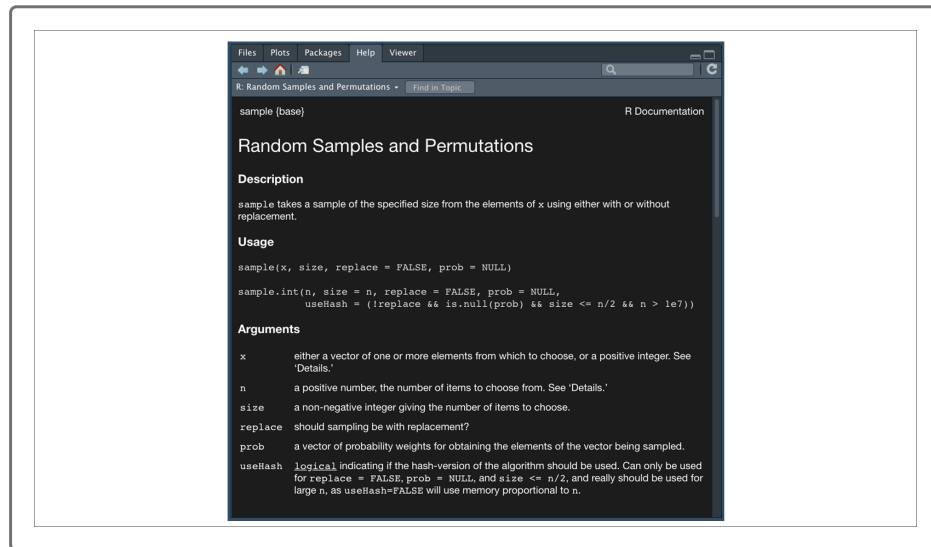 Files Plots Packages Help Viewer
R: Random Samples and Permutations Find in Topic
sample {base} R Documentation
Random Samples and Permutations
Description
sample takes a sample of the specified size from the elements of x using either with or without
replacement.
Usage
sample(x, size, replace = FALSE, prob = NULL)
sample.int(n, size = n, replace = FALSE, prob = NULL,
useHash = (!replace && is.null(prob) && size <= n/2 && n > 1e7))
Arguments
x either a vector of one or more elements from which to choose, or a positive integer. See
‘Details.’
n a positive number, the number of items to choose from. See ‘Details.’
size a non-negative integer giving the number of items to choose.
replace should sampling be with replacement?
prob a vector of probability weights for obtaining the elements of the vector being sampled.
useHash logical indicating if the hash-version of the algorithm should be used. Can only be used
for replace = FALSE, prob = NULL, and size <= n/2, and really should be used for
large n, as useHash=FALSE will use memory proportional to n.